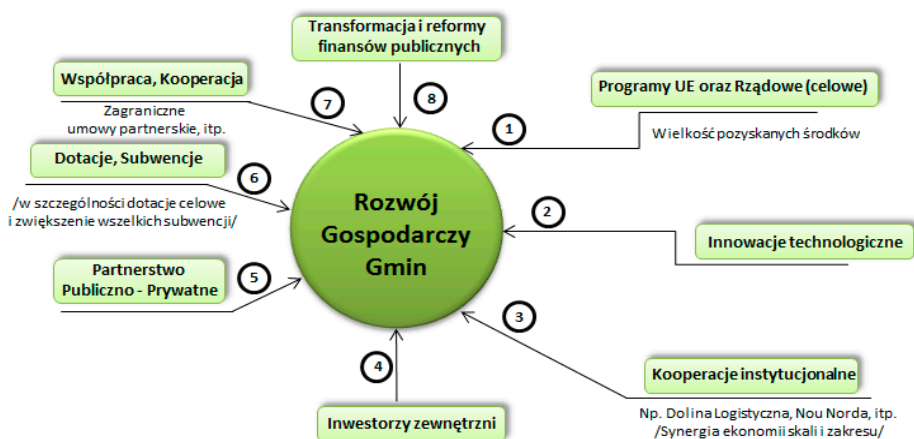 Transformacja i reformy
finansów publicznych
8
Współpraca, Kooperacja
7
Zagraniczne
umowy partnerskie, itp.
Programy UE oraz Rządowe (celowe)
1
Wielkość pozyskanych środków
Dotacje, Subwencje
6
/w szczególności dotacje celowe
i zwiększenie wszelkich subwencji/
Rozwój
Gospodarczy
Gmin
2
Innowacje technologiczne
Partnerstwo
Publiczno - Prywatne
5
3
Kooperacje instytucjonalne
Np. Dolina Logistyczna, Nou Norda, itp.
/Synergia ekonomii skali i zakresu/
4
Inwestorzy zewnętrzni